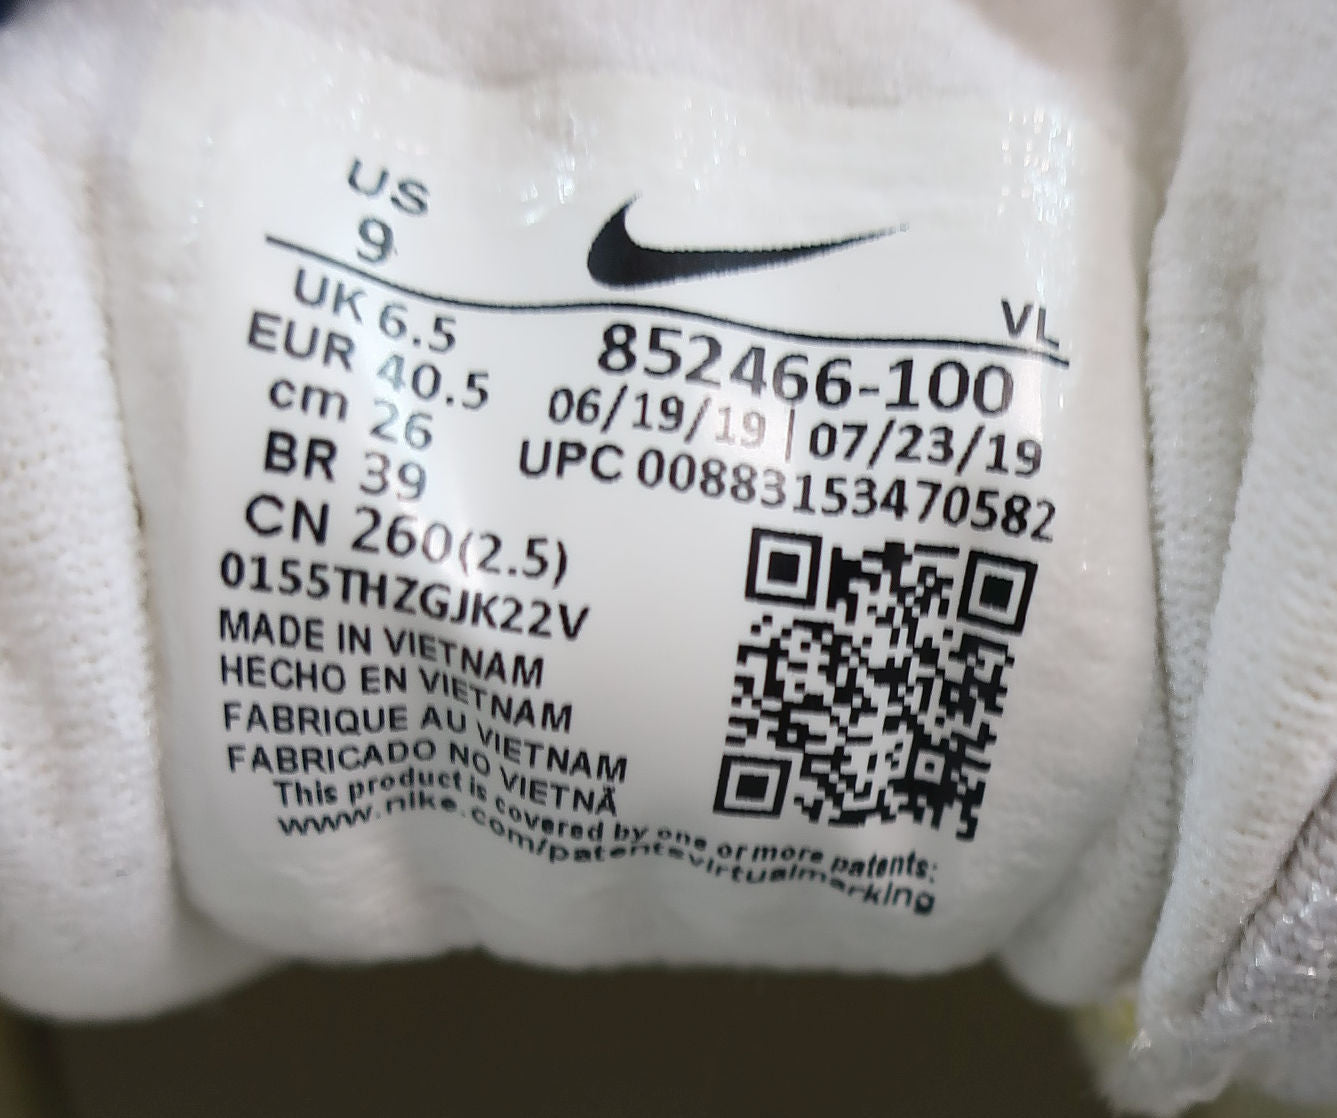 US
9
VL
UK 6.5
EUR 40.5
cm 26
BR 39
CN 260(2.5)
852466-100
06/19/19 | 07/23/19
UPC 00883153470582
0155THZGJK22V
MADE IN VIETNAM
HECHO EN VIETNAM
FABRIQUE AU VIETNAM
FABRICADO NO VIETNÃ
This product is covered by one or more patents:
www.nike.com/patentsvirtualmarking